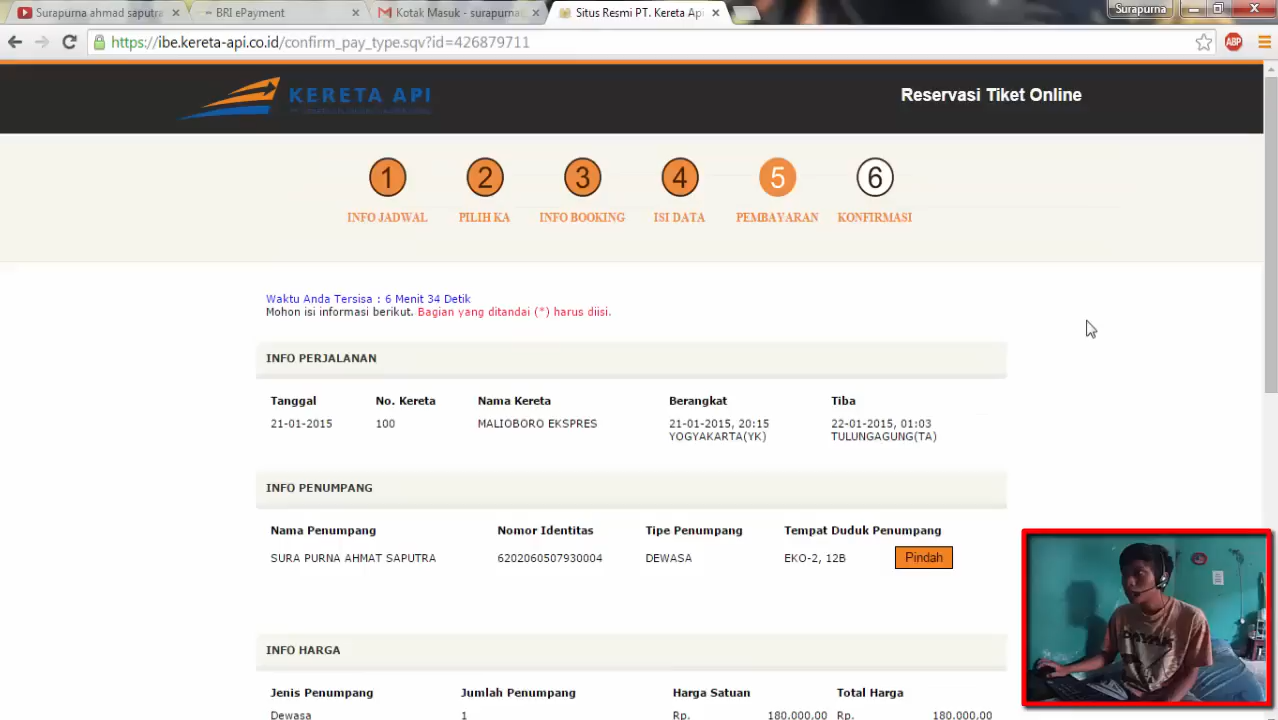 Surapurna ahmad saputra
BRI ePayment
Kotak Masuk - surapurna
Situs Resmi PT. Kereta Api
Surapurna
https://ibe.kereta-api.co.id/confirm_pay_type.sqv?id=426879711
ABP
KERETA API
Reservasi Tiket Online
1 2 3 4 5 6
INFO JADWAL PILIH KA INFO BOOKING ISI DATA PEMBAYARAN KONFIRMASI
Waktu Anda Tersisa : 6 Menit 34 Detik
Mohon isi informasi berikut. Bagian yang ditandai (*) harus diisi.
INFO PERJALANAN
Tanggal No. Kereta Nama Kereta Berangkat Tiba
21-01-2015 100 MALIOBORO EKSPRES 21-01-2015, 20:15 22-01-2015, 01:03
YOGYAKARTA(YK) TULUNGAGUNG(TA)
INFO PENUMPANG
Nama Penumpang Nomor Identitas Tipe Penumpang Tempat Duduk Penumpang
SURA PURNA AHMAT SAPUTRA 6202060507930004 DEWASA EKO-2, 12B Pindah
INFO HARGA
Jenis Penumpang Jumlah Penumpang Harga Satuan Total Harga
Dewasa 1 Rp. 180.000,00 Rp. 180.000,00